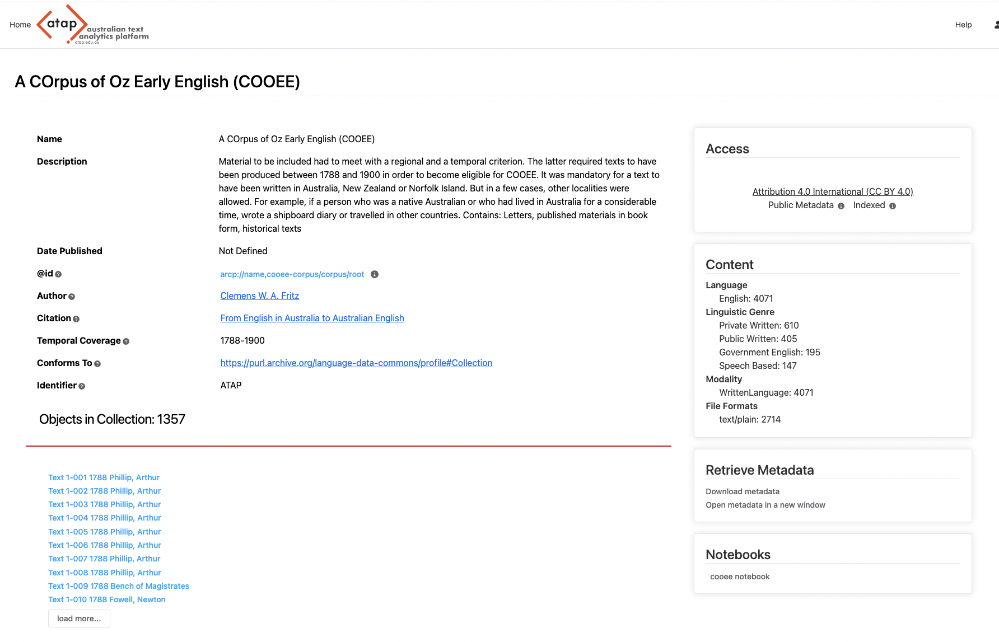 Home
atap
australian text
analytics platform
atap.edu.au
Help
A COrpus of Oz Early English (COOEE)
Name
A COrpus of Oz Early English (COOEE)
Description
Material to be included had to meet with a regional and a temporal criterion. The latter required texts to have
been produced between 1788 and 1900 in order to become eligible for COOEE. It was mandatory for a text to
have been written in Australia, New Zealand or Norfolk Island. But in a few cases, other localities were
allowed. For example, if a person who was a native Australian or who had lived in Australia for a considerable
time, wrote a shipboard diary or travelled in other countries. Contains: Letters, published materials in book
form, historical texts
Date Published
Not Defined
@id
arcp://name,cooee-corpus/corpus/root
Author
Clemens W. A. Fritz
Citation
From English in Australia to Australian English
Temporal Coverage
1788-1900
Conforms To
https://purl.archive.org/language-data-commons/profile#Collection
Identifier
ATAP
Objects in Collection: 1357
Text 1-001 1788 Phillip, Arthur
Text 1-002 1788 Phillip, Arthur
Text 1-003 1788 Phillip, Arthur
Text 1-004 1788 Phillip, Arthur
Text 1-005 1788 Phillip, Arthur
Text 1-006 1788 Phillip, Arthur
Text 1-007 1788 Phillip, Arthur
Text 1-008 1788 Phillip, Arthur
Text 1-009 1788 Bench of Magistrates
Text 1-010 1788 Fowell, Newton
load more...
Access
Attribution 4.0 International (CC BY 4.0)
Public Metadata Indexed
Content
Language
English: 4071
Linguistic Genre
Private Written: 610
Public Written: 405
Government English: 195
Speech Based: 147
Modality
WrittenLanguage: 4071
File Formats
text/plain: 2714
Retrieve Metadata
Download metadata
Open metadata in a new window
Notebooks
cooee notebook